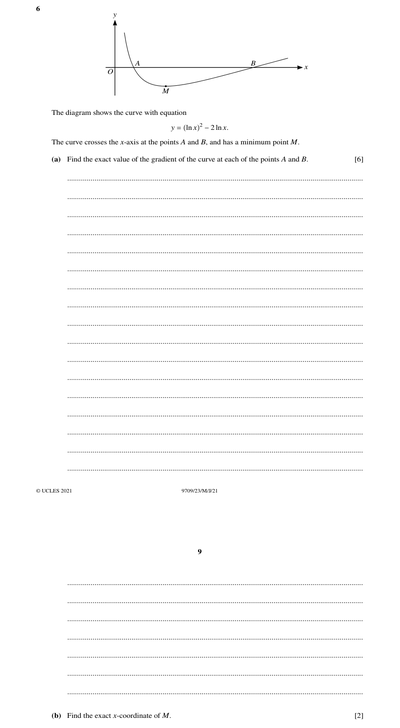 6
y
O
A
B
x
M
The diagram shows the curve with equation
y = (ln x)² − 2 ln x.
The curve crosses the x-axis at the points A and B, and has a minimum point M.
(a) Find the exact value of the gradient of the curve at each of the points A and B. [6]
© UCLES 2021 9709/23/M/J/21
9
(b) Find the exact x-coordinate of M. [2]